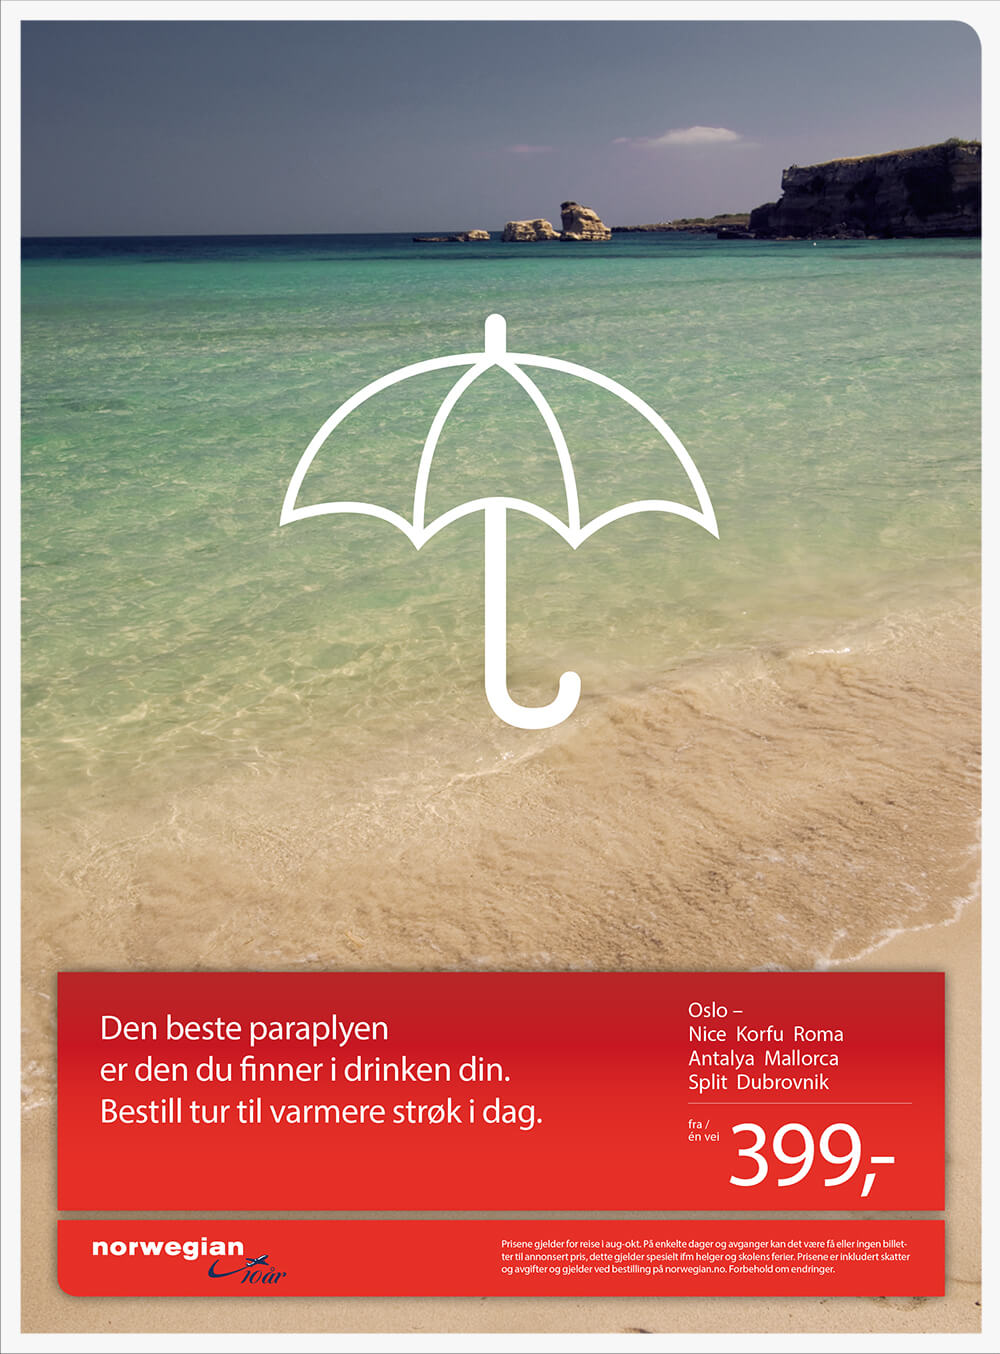 Den beste paraplyen
er den du finner i drinken din.
Bestill tur til varmere strøk i dag.
Oslo –
Nice Korfu Roma
Antalya Mallorca
Split Dubrovnik
fra /
én vei
399,-
norwegian
10 år
Prisene gjelder for reise i aug-okt. På enkelte dager og avganger kan det være få eller ingen billet-
ter til annonsert pris, dette gjelder spesielt ifm helger og skolens ferier. Prisene er inkludert skatter
og avgifter og gjelder ved bestilling på norwegian.no. Forbehold om endringer.